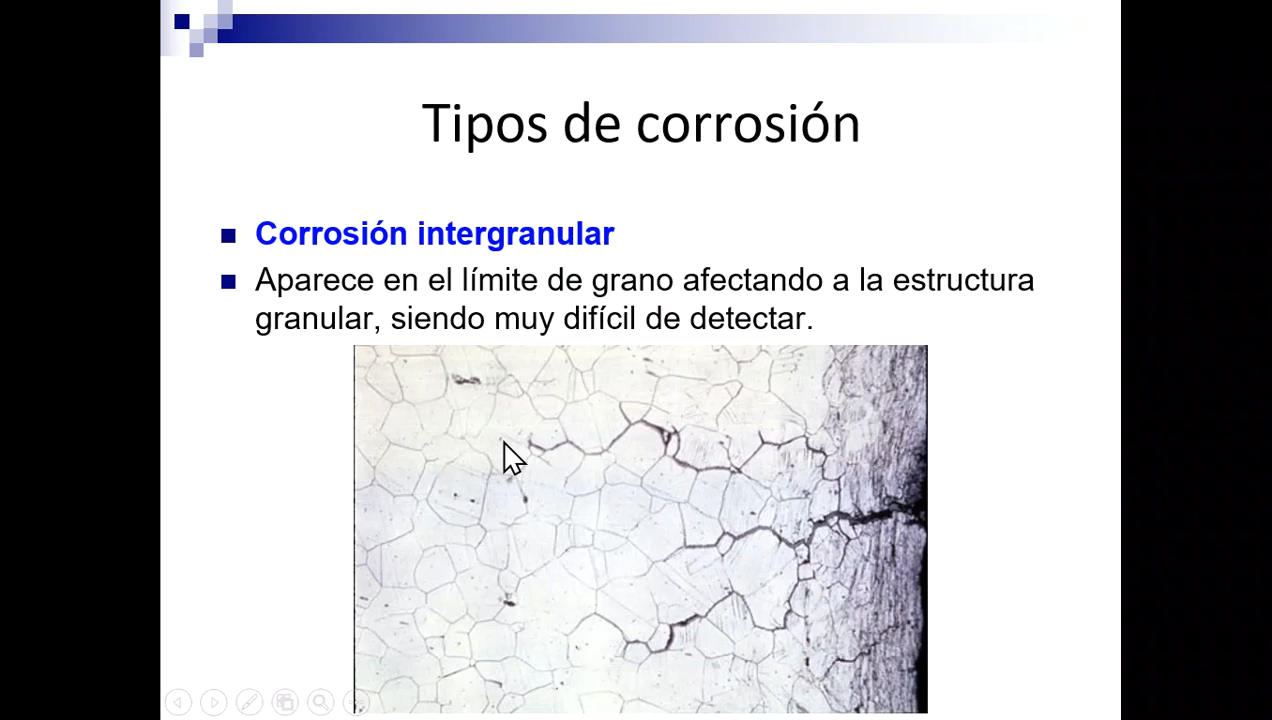 Tipos de corrosión
Corrosión intergranular
Aparece en el límite de grano afectando a la estructura
granular, siendo muy difícil de detectar.